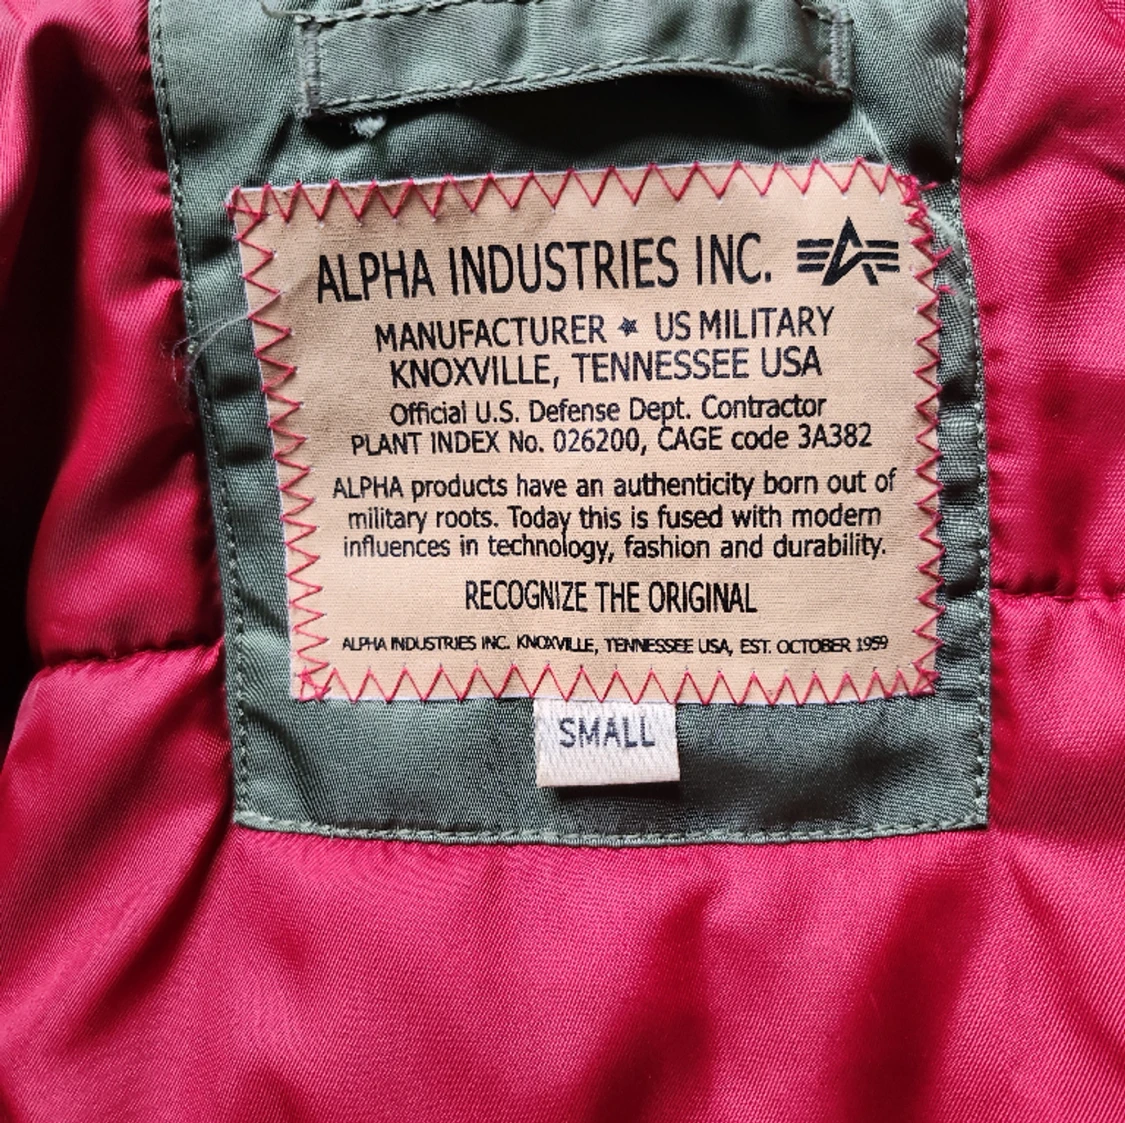 ALPHA INDUSTRIES INC.
MANUFACTURER ★ US MILITARY
KNOXVILLE, TENNESSEE USA
Official U.S. Defense Dept. Contractor
PLANT INDEX No. 026200, CAGE code 3A382
ALPHA products have an authenticity born out of
military roots. Today this is fused with modern
influences in technology, fashion and durability.
RECOGNIZE THE ORIGINAL
ALPHA INDUSTRIES INC. KNOXVILLE, TENNESSEE USA, EST. OCTOBER 1959
SMALL